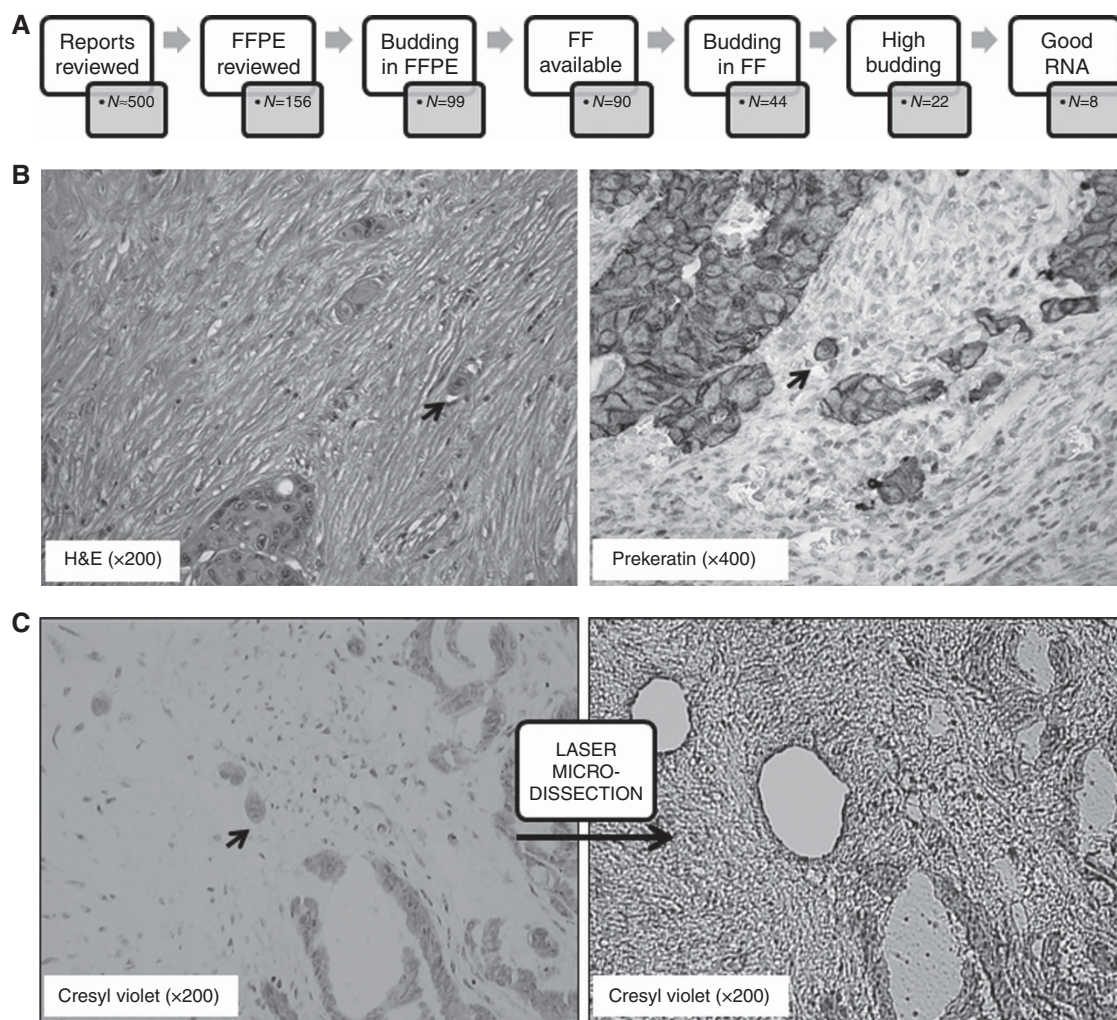 A
Reports
reviewed
• N≈500
FFPE
reviewed
• N=156
Budding
in FFPE
• N=99
FF
available
• N=90
Budding
in FF
• N=44
High
budding
• N=22
Good
RNA
• N=8
B
H&E (×200)
Prekeratin (×400)
C
LASER
MICRO-
DISSECTION
Cresyl violet (×200)
Cresyl violet (×200)